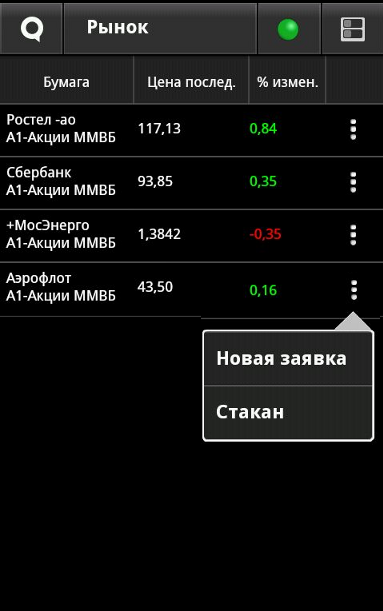 Рынок
Бумага Цена послед. % измен.
Ростел -ао
А1-Акции ММВБ 117,13 0,84
Сбербанк
А1-Акции ММВБ 93,85 0,35
+МосЭнерго
А1-Акции ММВБ 1,3842 -0,35
Аэрофлот
А1-Акции ММВБ 43,50 0,16
Новая заявка
Стакан